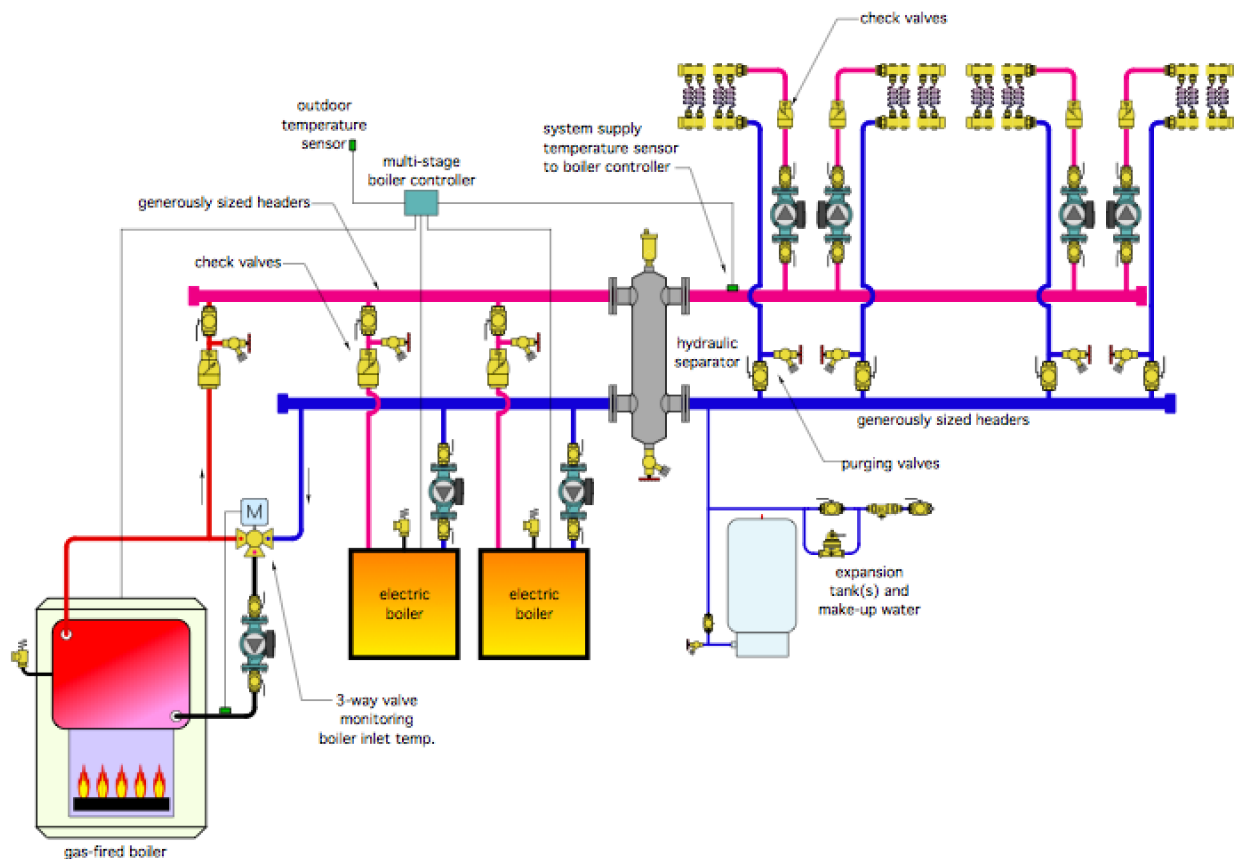 check valves
outdoor
temperature
sensor
multi-stage
boiler controller
system supply
temperature sensor
to boiler controller
generously sized headers
check valves
hydraulic
separator
generously sized headers
purging valves
M
electric
boiler
electric
boiler
expansion
tank(s) and
make-up water
3-way valve
monitoring
boiler inlet temp.
gas-fired boiler